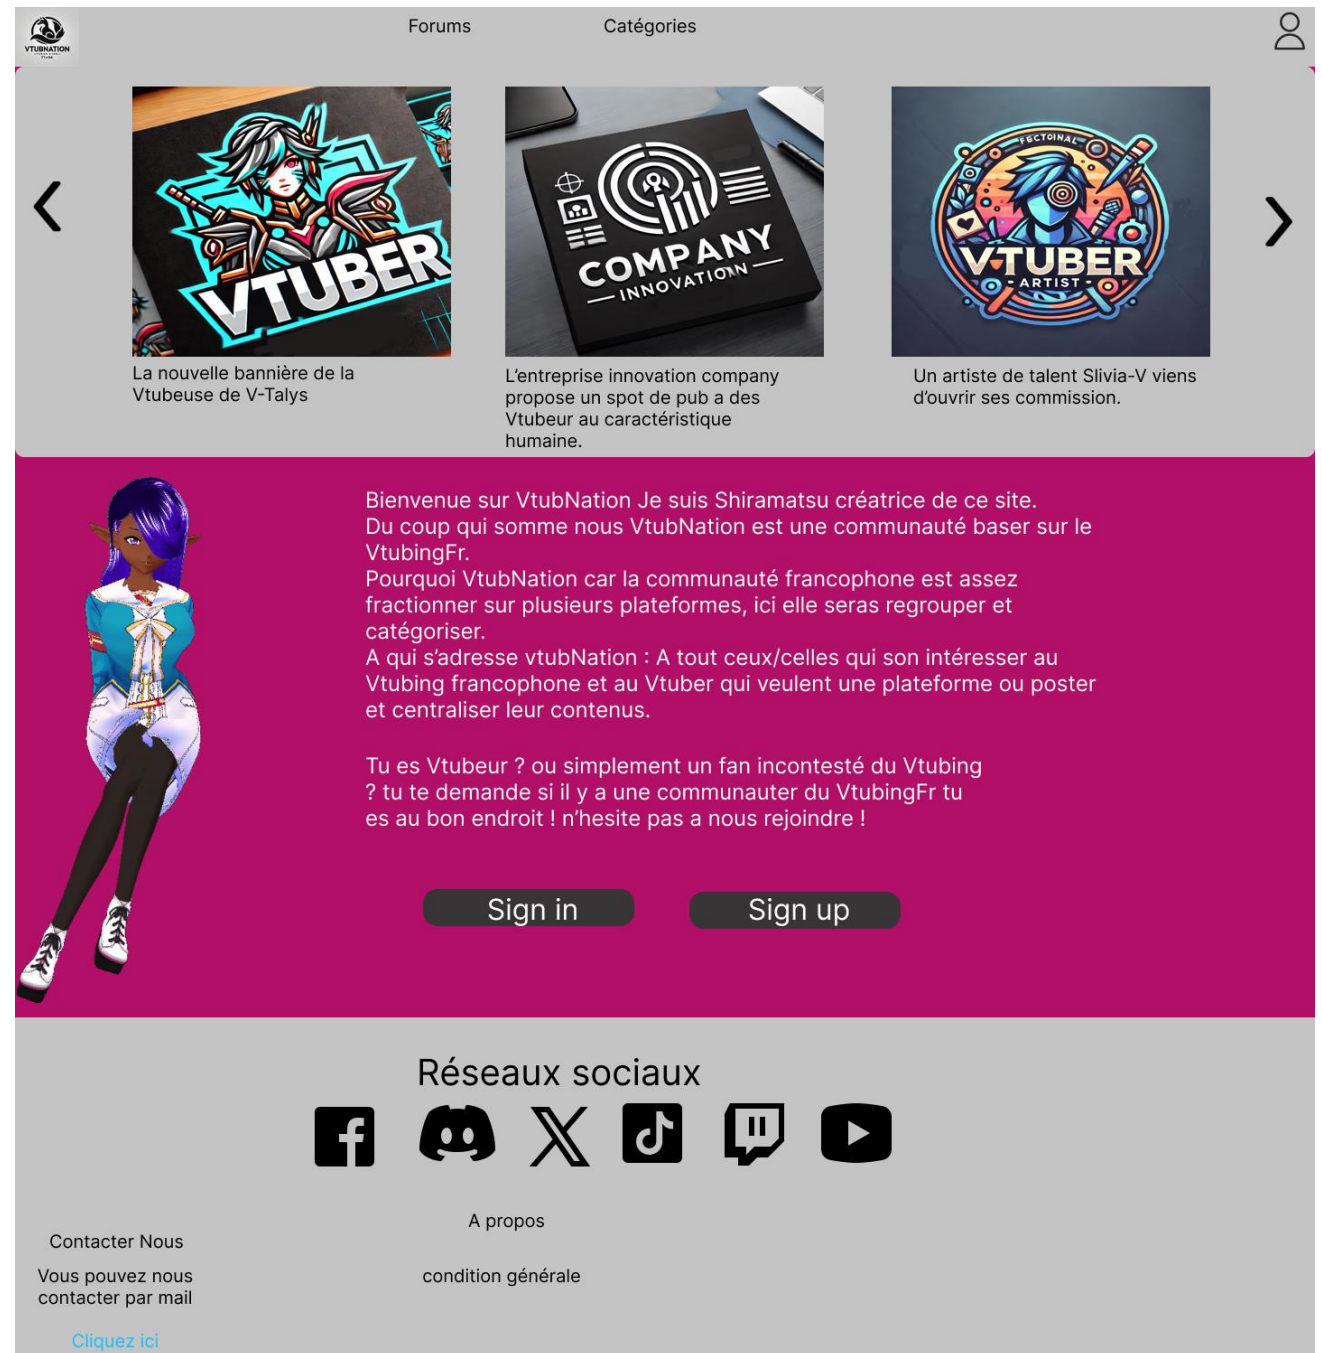 VTUBNATION
Forums
Catégories
VTUBER
COMPANY
INNOVATIONN
FECTOINAL
VTUBER
ARTIST
La nouvelle bannière de la
Vtubeuse de V-Talys
L’entreprise innovation company
propose un spot de pub a des
Vtubeur au caractéristique
humaine.
Un artiste de talent Slivia-V viens
d’ouvrir ses commission.
Bienvenue sur VtubNation Je suis Shiramatsu créatrice de ce site.
Du coup qui somme nous VtubNation est une communauté baser sur le
VtubingFr.
Pourquoi VtubNation car la communauté francophone est assez
fractionner sur plusieurs plateformes, ici elle seras regrouper et
catégoriser.
A qui s’adresse vtubNation : A tout ceux/celles qui son intéresser au
Vtubing francophone et au Vtuber qui veulent une plateforme ou poster
et centraliser leur contenus.
Tu es Vtubeur ? ou simplement un fan incontesté du Vtubing
? tu te demande si il y a une communauter du VtubingFr tu
es au bon endroit ! n’hesite pas a nous rejoindre !
Sign in
Sign up
Réseaux sociaux
A propos
condition générale
Contacter Nous
Vous pouvez nous
contacter par mail
Cliquez ici